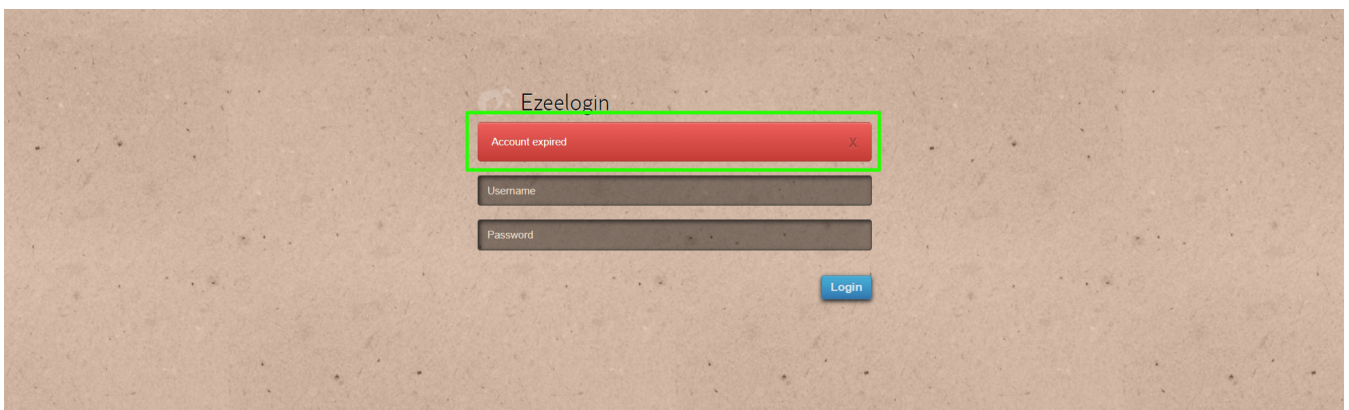 Ezeelogin
Account expired X
Username
Password
Login